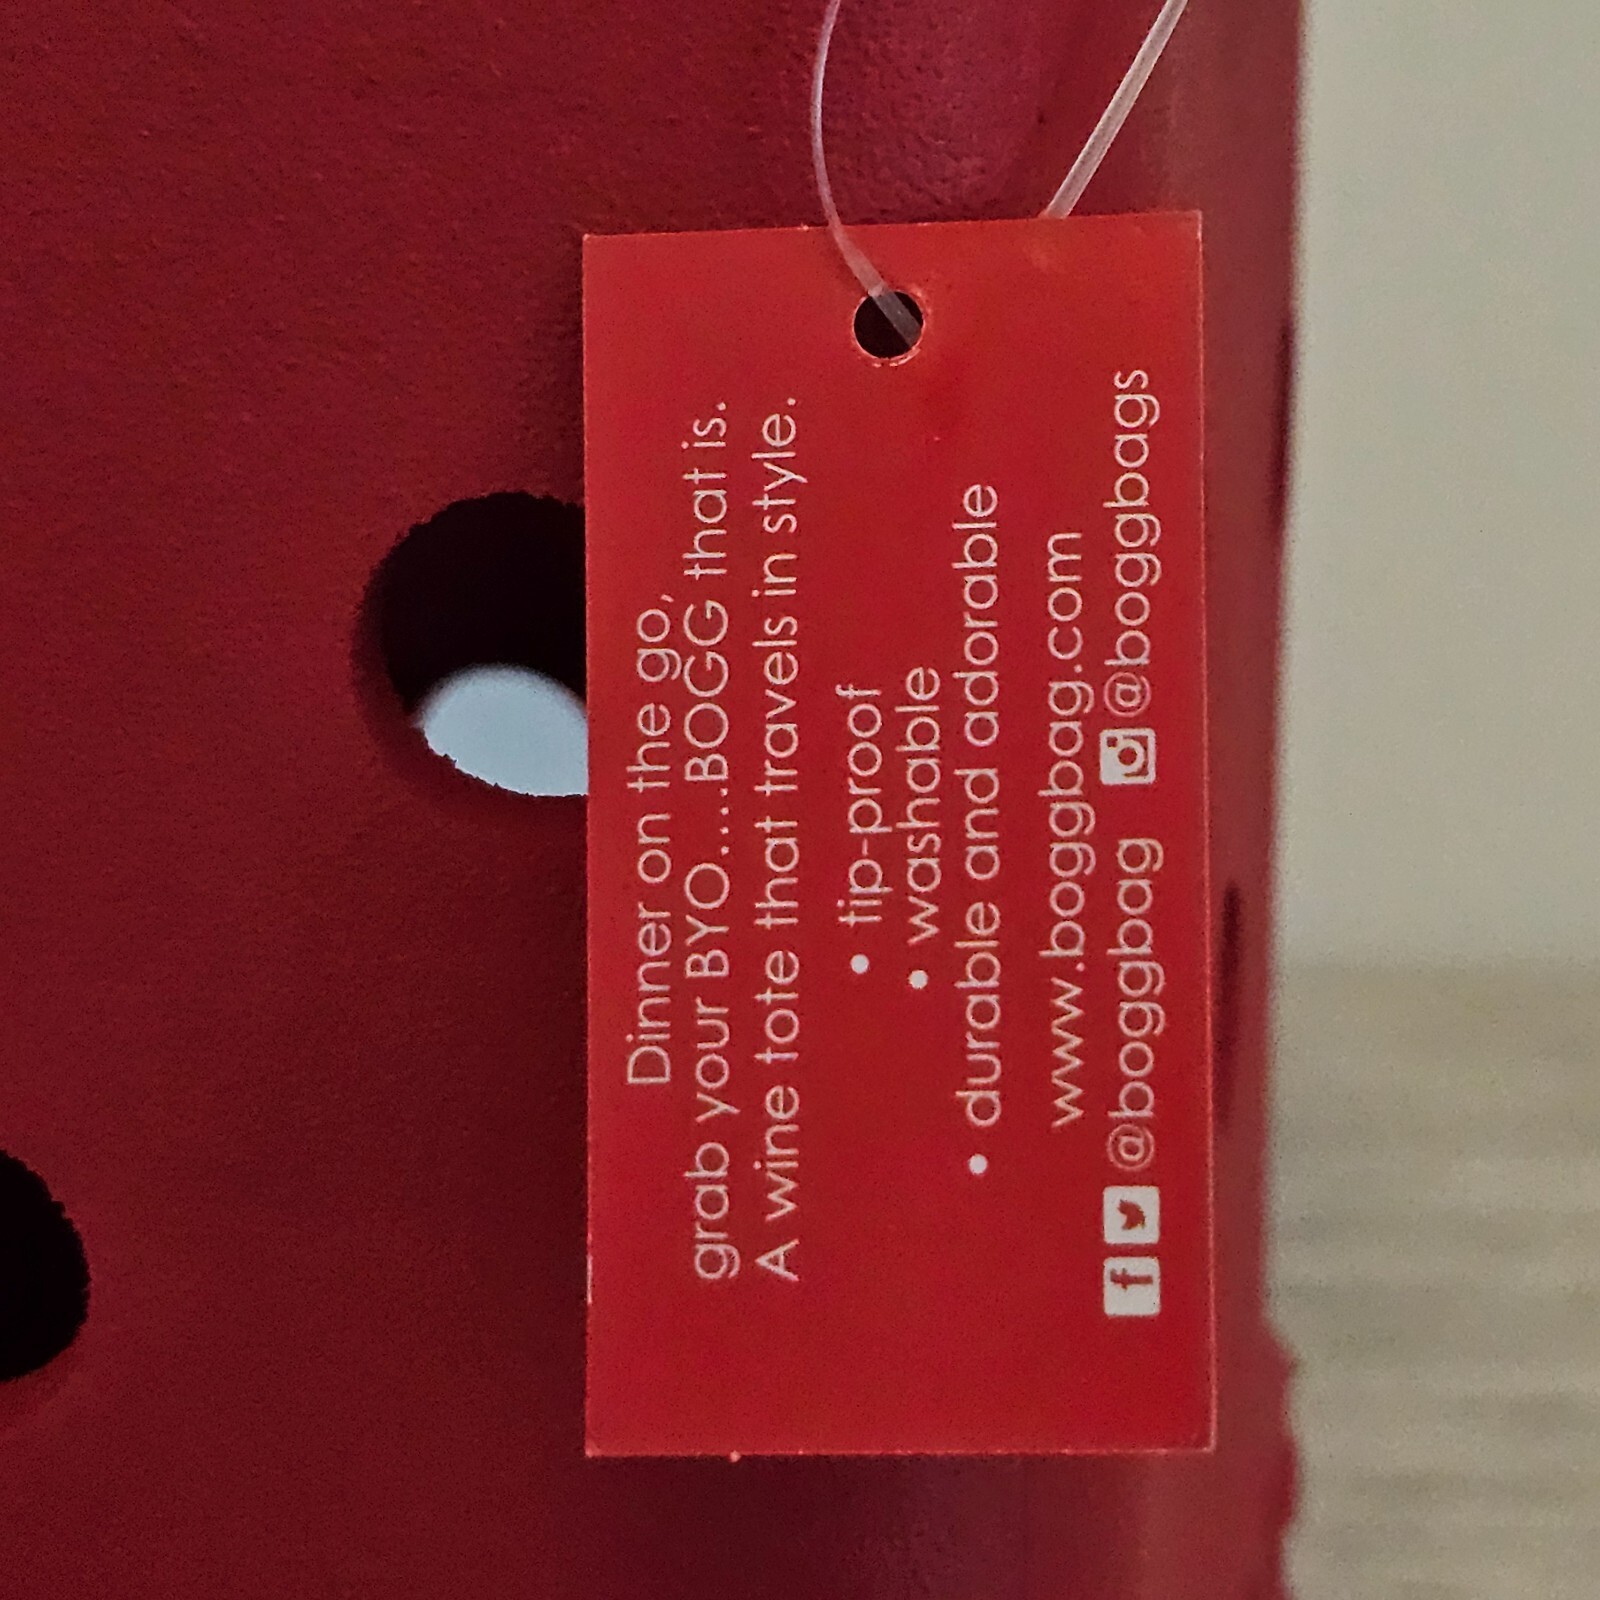 Dinner on the go,
grab your BYO....BOGG that is.
A wine tote that travels in style.
• tip-proof
• washable
• durable and adorable
www.boggbag.com
@boggbag @boggbags